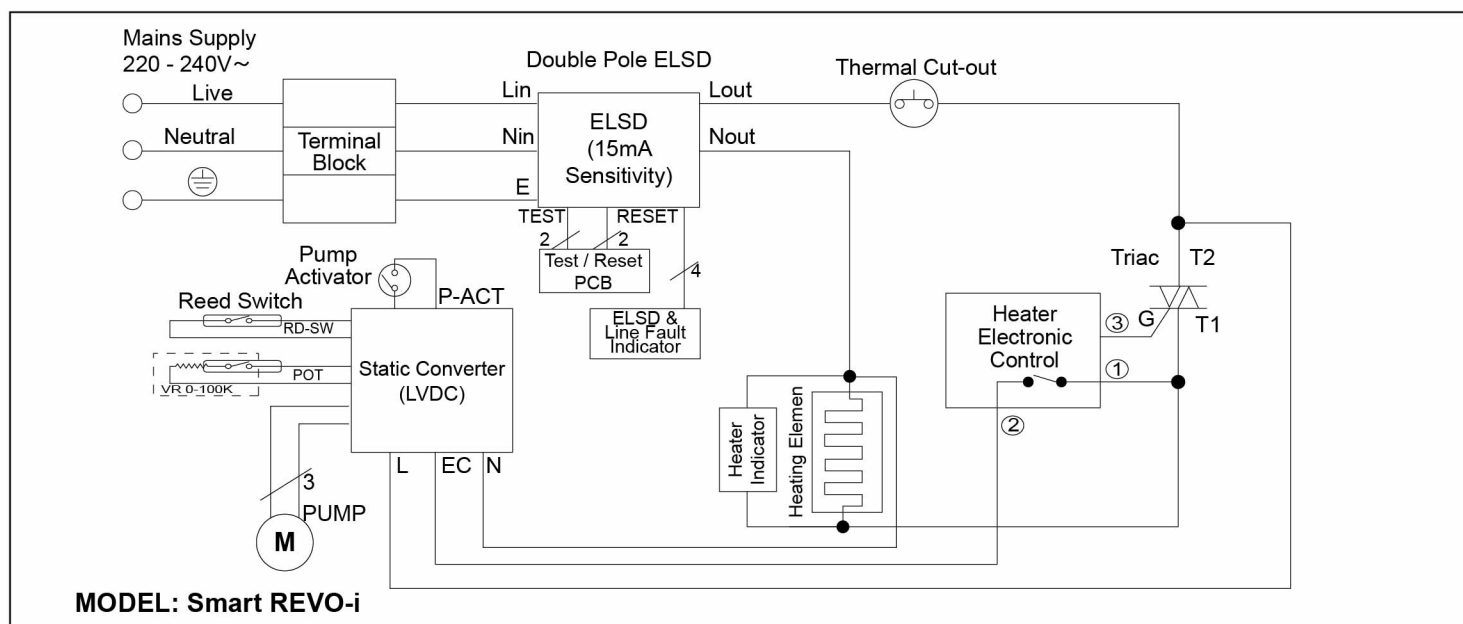 Mains Supply
220 - 240V~
Live
Neutral
Terminal
Block
Double Pole ELSD
Lin
Nin
E
ELSD
(15mA
Sensitivity)
Lout
Nout
Thermal Cut-out
TEST
RESET
2
2
4
Test / Reset
PCB
ELSD &
Line Fault
Indicator
Pump
Activator
P-ACT
Reed Switch
RD-SW
POT
VR 0-100K
Static Converter
(LVDC)
L
EC
N
3
PUMP
M
Heater
Indicator
Heating Elemen
Heater
Electronic
Control
③
①
②
Triac
T2
G
T1
MODEL: Smart REVO-i